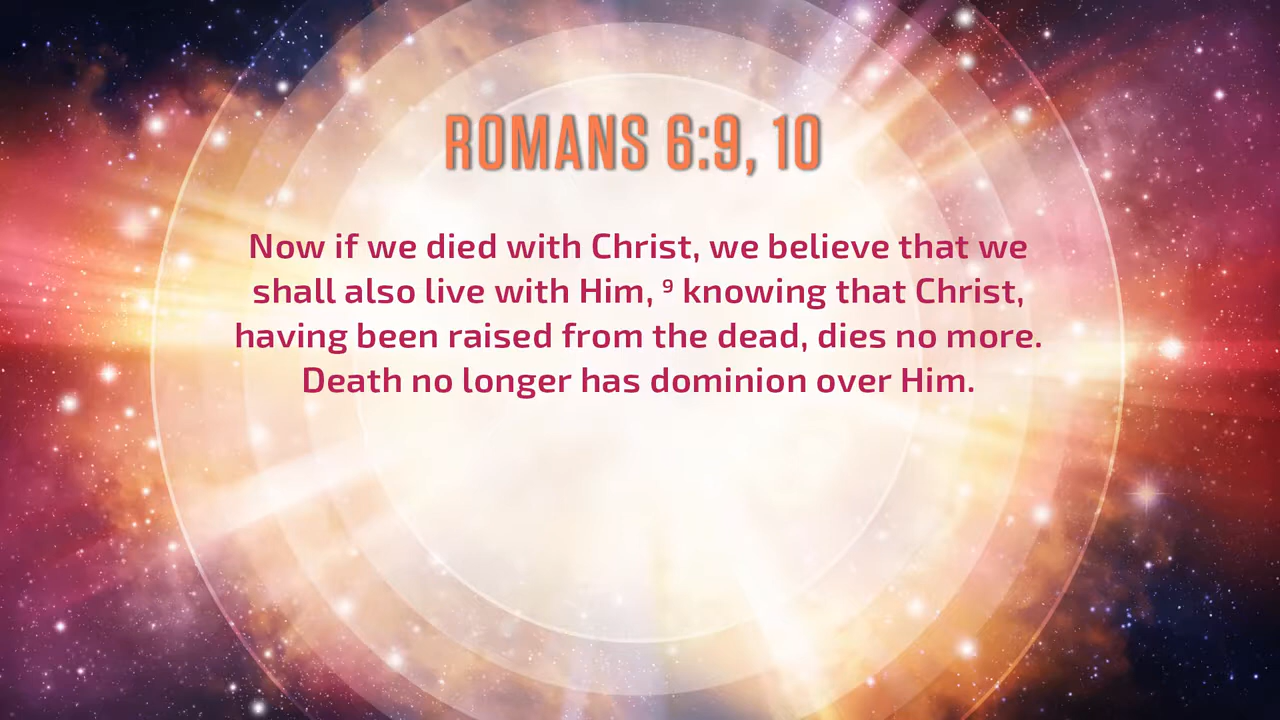 ROMANS 6:9, 10
Now if we died with Christ, we believe that we
shall also live with Him, ⁹ knowing that Christ,
having been raised from the dead, dies no more.
Death no longer has dominion over Him.